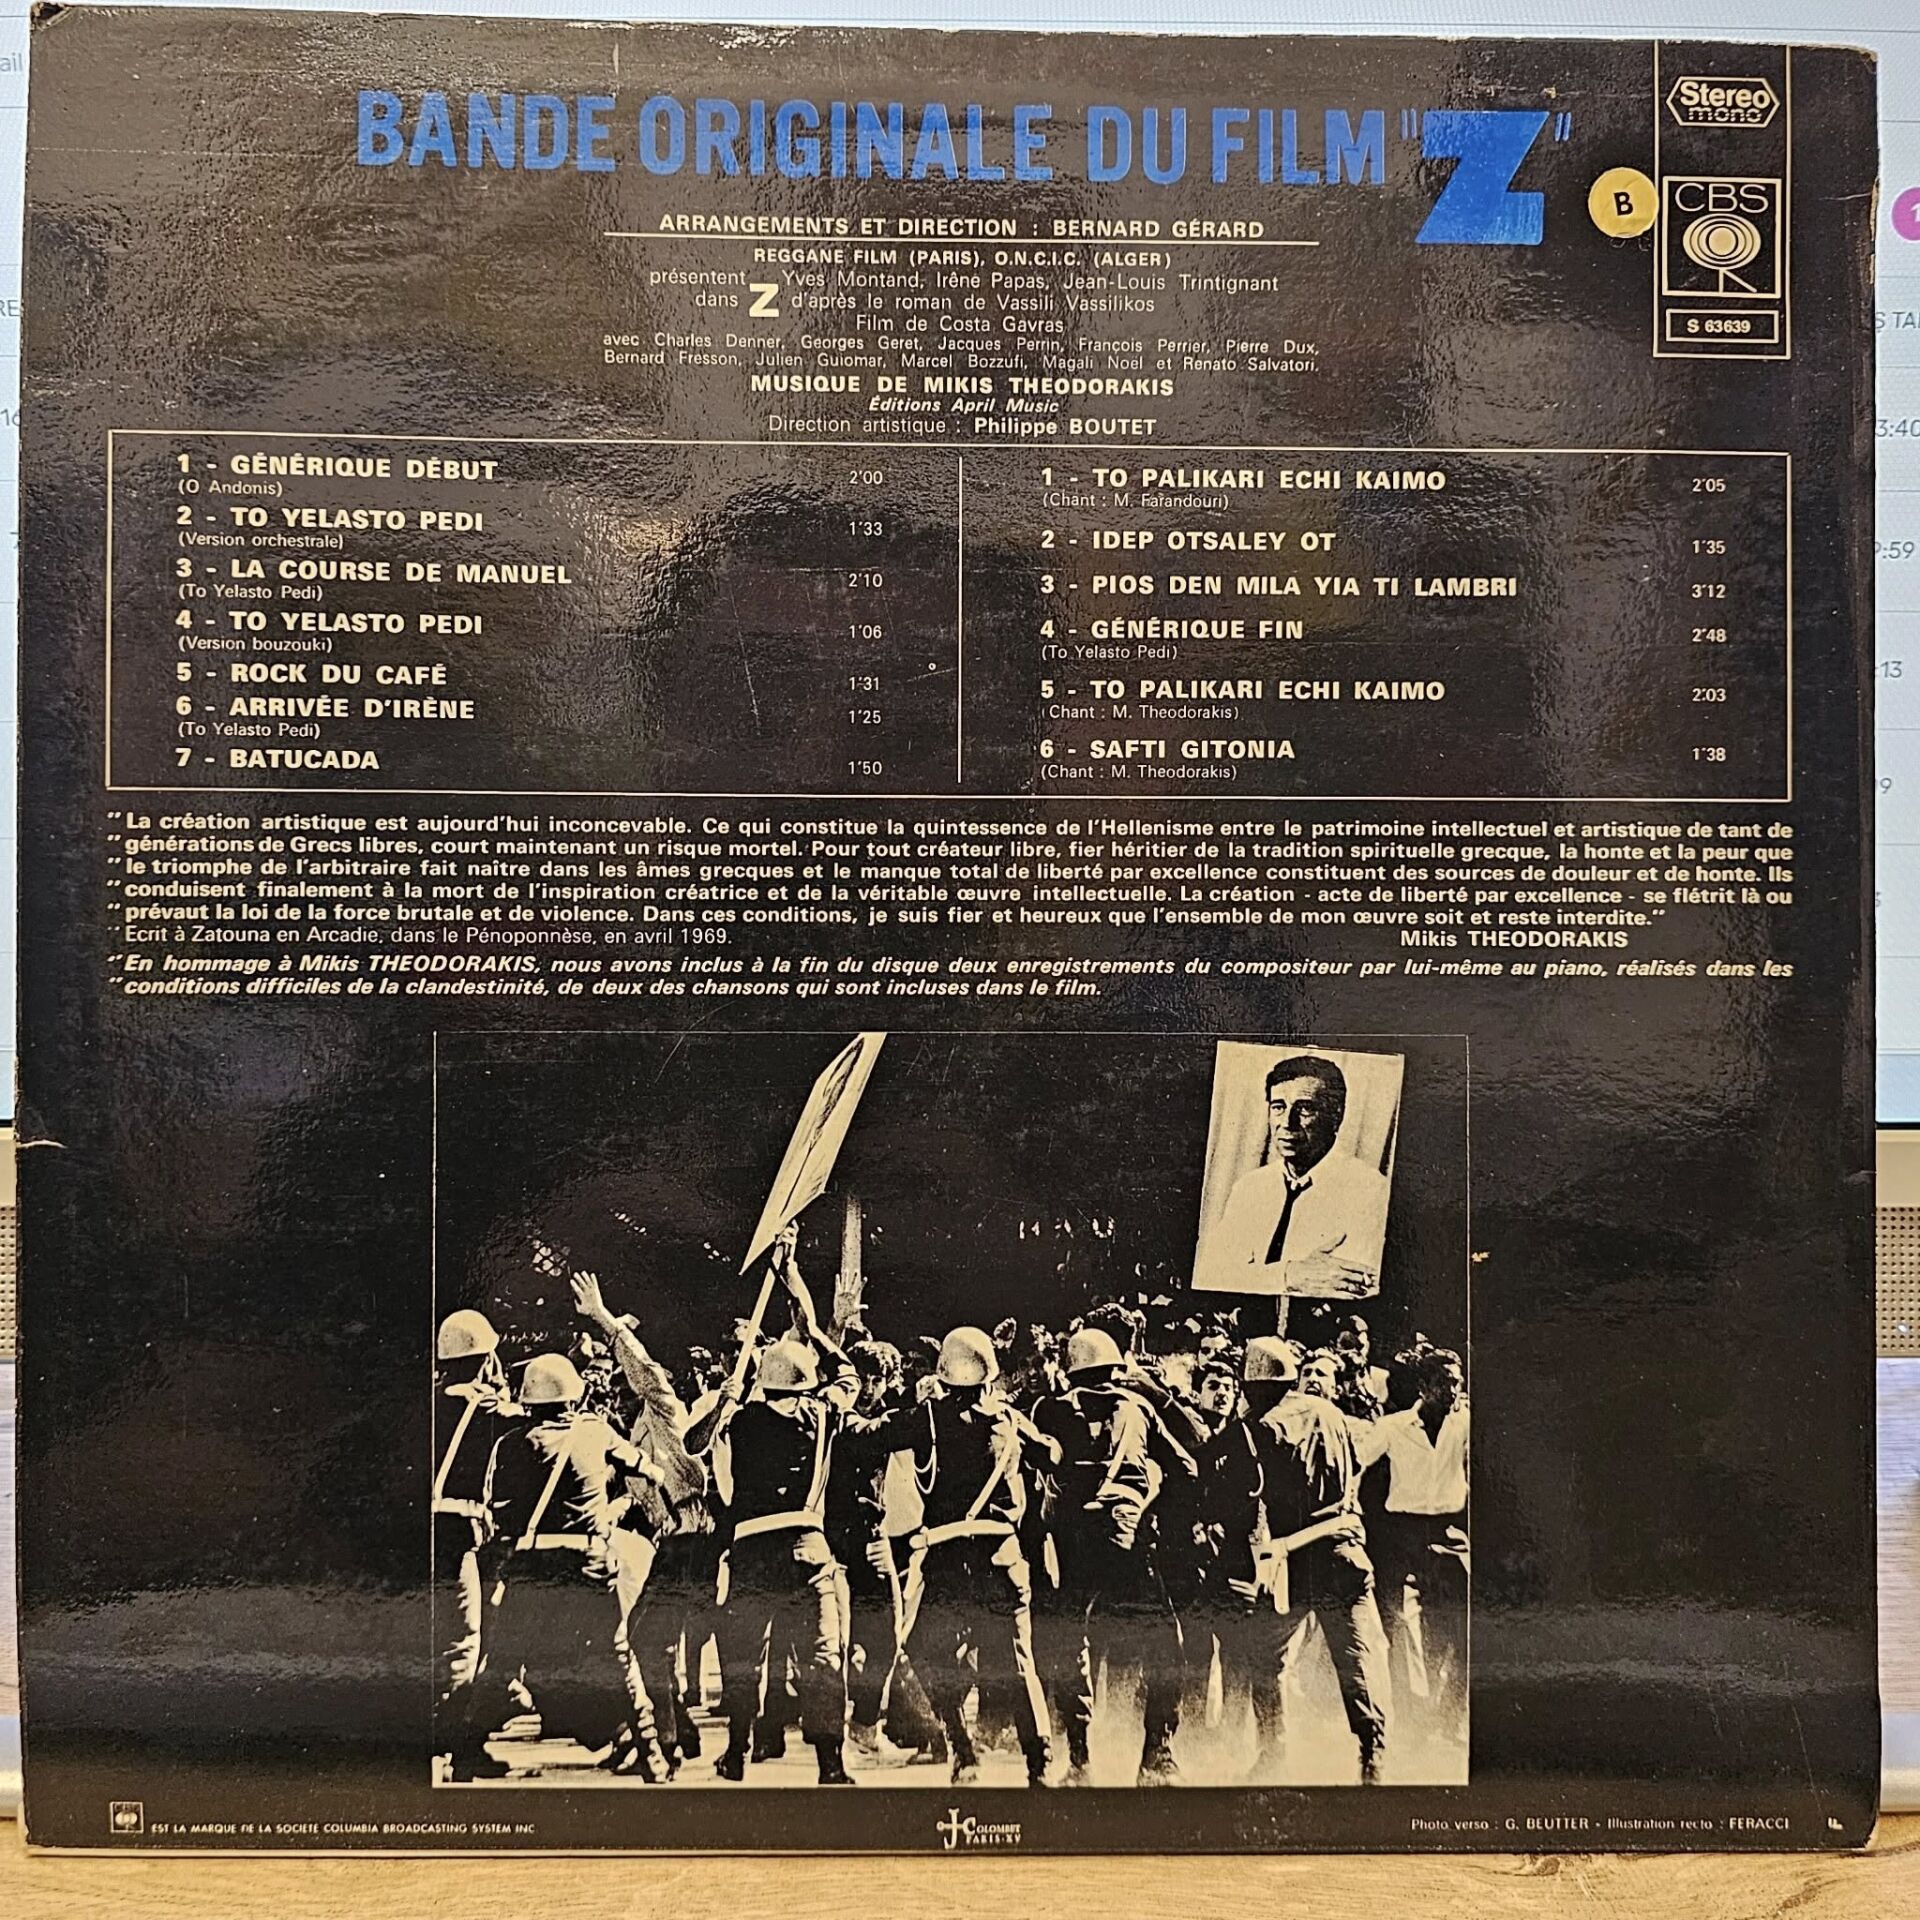 BANDE ORIGINALE DU FILM "Z"
Stereo
mono
B
CBS
S 63639
ARRANGEMENTS ET DIRECTION : BERNARD GÉRARD
REGGANE FILM (PARIS), O.N.C.I.C. (ALGER)
présentent Yves Montand, Irène Papas, Jean-Louis Trintignant
dans Z d'après le roman de Vassili Vassilikos
Film de Costa Gavras
avec Charles Denner, Georges Geret, Jacques Perrin, François Perrier, Pierre Dux,
Bernard Fresson, Julien Guiomar, Marcel Bozzufi, Magali Noel et Renato Salvatori.
MUSIQUE DE MIKIS THEODORAKIS
Éditions April Music
Direction artistique : Philippe BOUTET
1 - GÉNÉRIQUE DÉBUT 2'00
(O Andonis)
2 - TO YELASTO PEDI 1'33
(Version orchestrale)
3 - LA COURSE DE MANUEL 2'10
(To Yelasto Pedi)
4 - TO YELASTO PEDI 1'06
(Version bouzouki)
5 - ROCK DU CAFÉ 1'31
6 - ARRIVÉE D'IRÈNE 1'25
(To Yelasto Pedi)
7 - BATUCADA 1'50
1 - TO PALIKARI ECHI KAIMO 2'05
(Chant : M. Farandouri)
2 - IDEP OTSALEY OT 1'35
3 - PIOS DEN MILA YIA TI LAMBRI 3'12
4 - GÉNÉRIQUE FIN 2'48
(To Yelasto Pedi)
5 - TO PALIKARI ECHI KAIMO 2'03
(Chant : M. Theodorakis)
6 - SAFTI GITONIA 1'38
(Chant : M. Theodorakis)
"La création artistique est aujourd'hui inconcevable. Ce qui constitue la quintessence de l'Hellenisme entre le patrimoine intellectuel et artistique de tant de
"générations de Grecs libres, court maintenant un risque mortel. Pour tout créateur libre, fier héritier de la tradition spirituelle grecque, la honte et la peur que
"le triomphe de l'arbitraire fait naître dans les âmes grecques et le manque total de liberté par excellence constituent des sources de douleur et de honte. Ils
"conduisent finalement à la mort de l'inspiration créatrice et de la véritable œuvre intellectuelle. La création - acte de liberté par excellence - se flétrit là ou
"prévaut la loi de la force brutale et de violence. Dans ces conditions, je suis fier et heureux que l'ensemble de mon œuvre soit et reste interdite."
"Ecrit à Zatouna en Arcadie, dans le Pénoponnèse, en avril 1969. Mikis THEODORAKIS
"En hommage à Mikis THEODORAKIS, nous avons inclus à la fin du disque deux enregistrements du compositeur par lui-même au piano, réalisés dans les
"conditions difficiles de la clandestinité, de deux des chansons qui sont incluses dans le film.
EST LA MARQUE DE LA SOCIETE COLUMBIA BROADCASTING SYSTEM INC
J COLOMBET
PARIS-XV
Photo verso : G. BEUTTER - Illustration recto : FERACCI